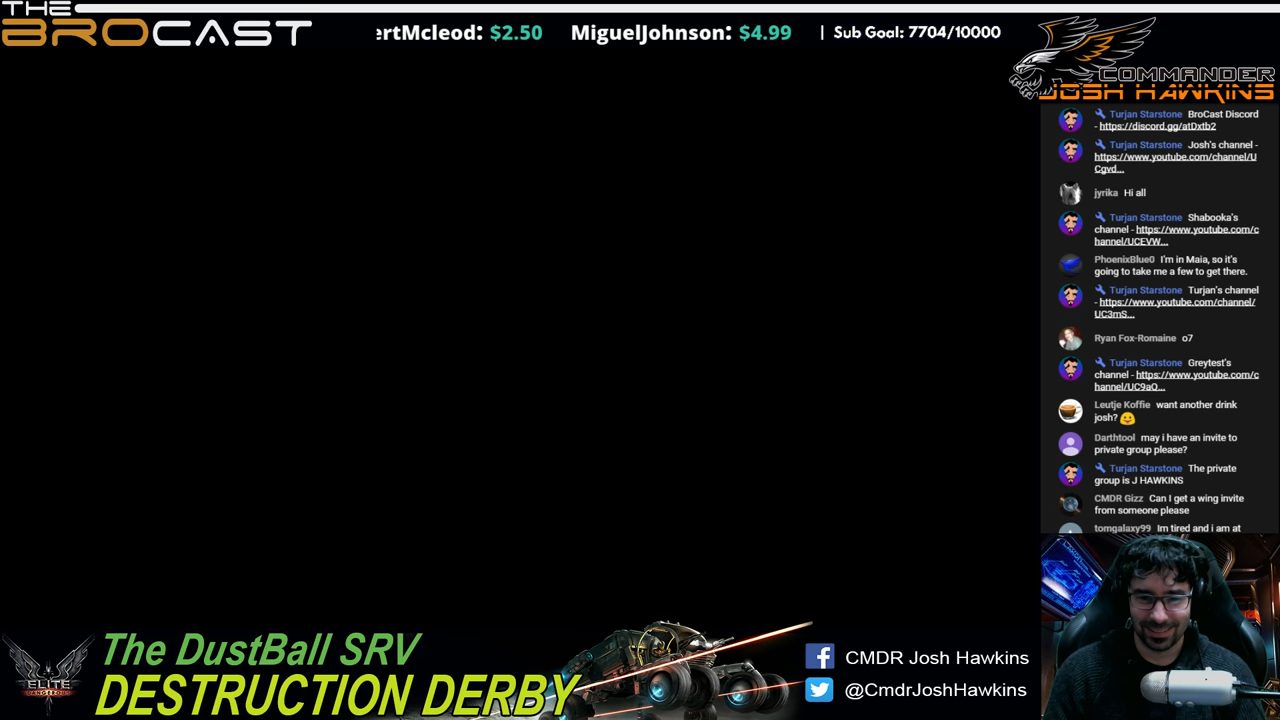 THE
BROCAST
ertMcleod: $2.50 MiguelJohnson: $4.99 | Sub Goal: 7704/10000
COMMANDER
JOSH HAWKINS
Turjan Starstone BroCast Discord
- https://discord.gg/atDxtb2
Turjan Starstone Josh's channel -
https://www.youtube.com/channel/U
Cgvd...
jyrika Hi all
Turjan Starstone Shabooka's
channel - https://www.youtube.com/c
hannel/UCEVW...
PhoenixBlue0 I'm in Maia, so it's
going to take me a few to get there.
Turjan Starstone Turjan's channel
- https://www.youtube.com/channel/
UC3mS...
Ryan Fox-Romaine o7
Turjan Starstone Greytest's
channel - https://www.youtube.com/c
hannel/UC9aQ...
Leutje Koffie want another drink
josh?
Darthtool may i have an invite to
private group please?
Turjan Starstone The private
group is J HAWKINS
CMDR Gizz Can I get a wing invite
from someone please
tomgalaxy99 Im tired and i am at
ELITE
DANGEROUS
The DustBall SRV
DESTRUCTION DERBY
CMDR Josh Hawkins
@CmdrJoshHawkins